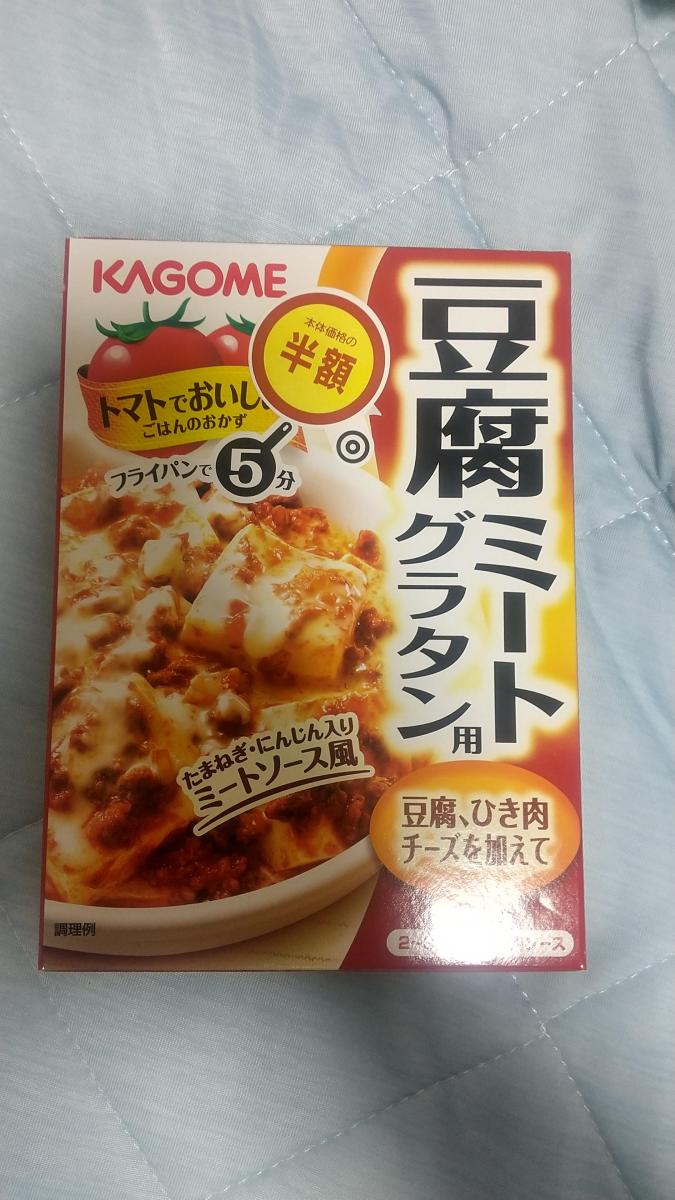 KAGOME
本体価格の
半額
トマトでおいし
ごはんのおかず
フライパンで5分
豆腐ミート
グラタン用
たまねぎ・にんじん入り
ミートソース風
豆腐、ひき肉
チーズを加えて
調理例
ソース